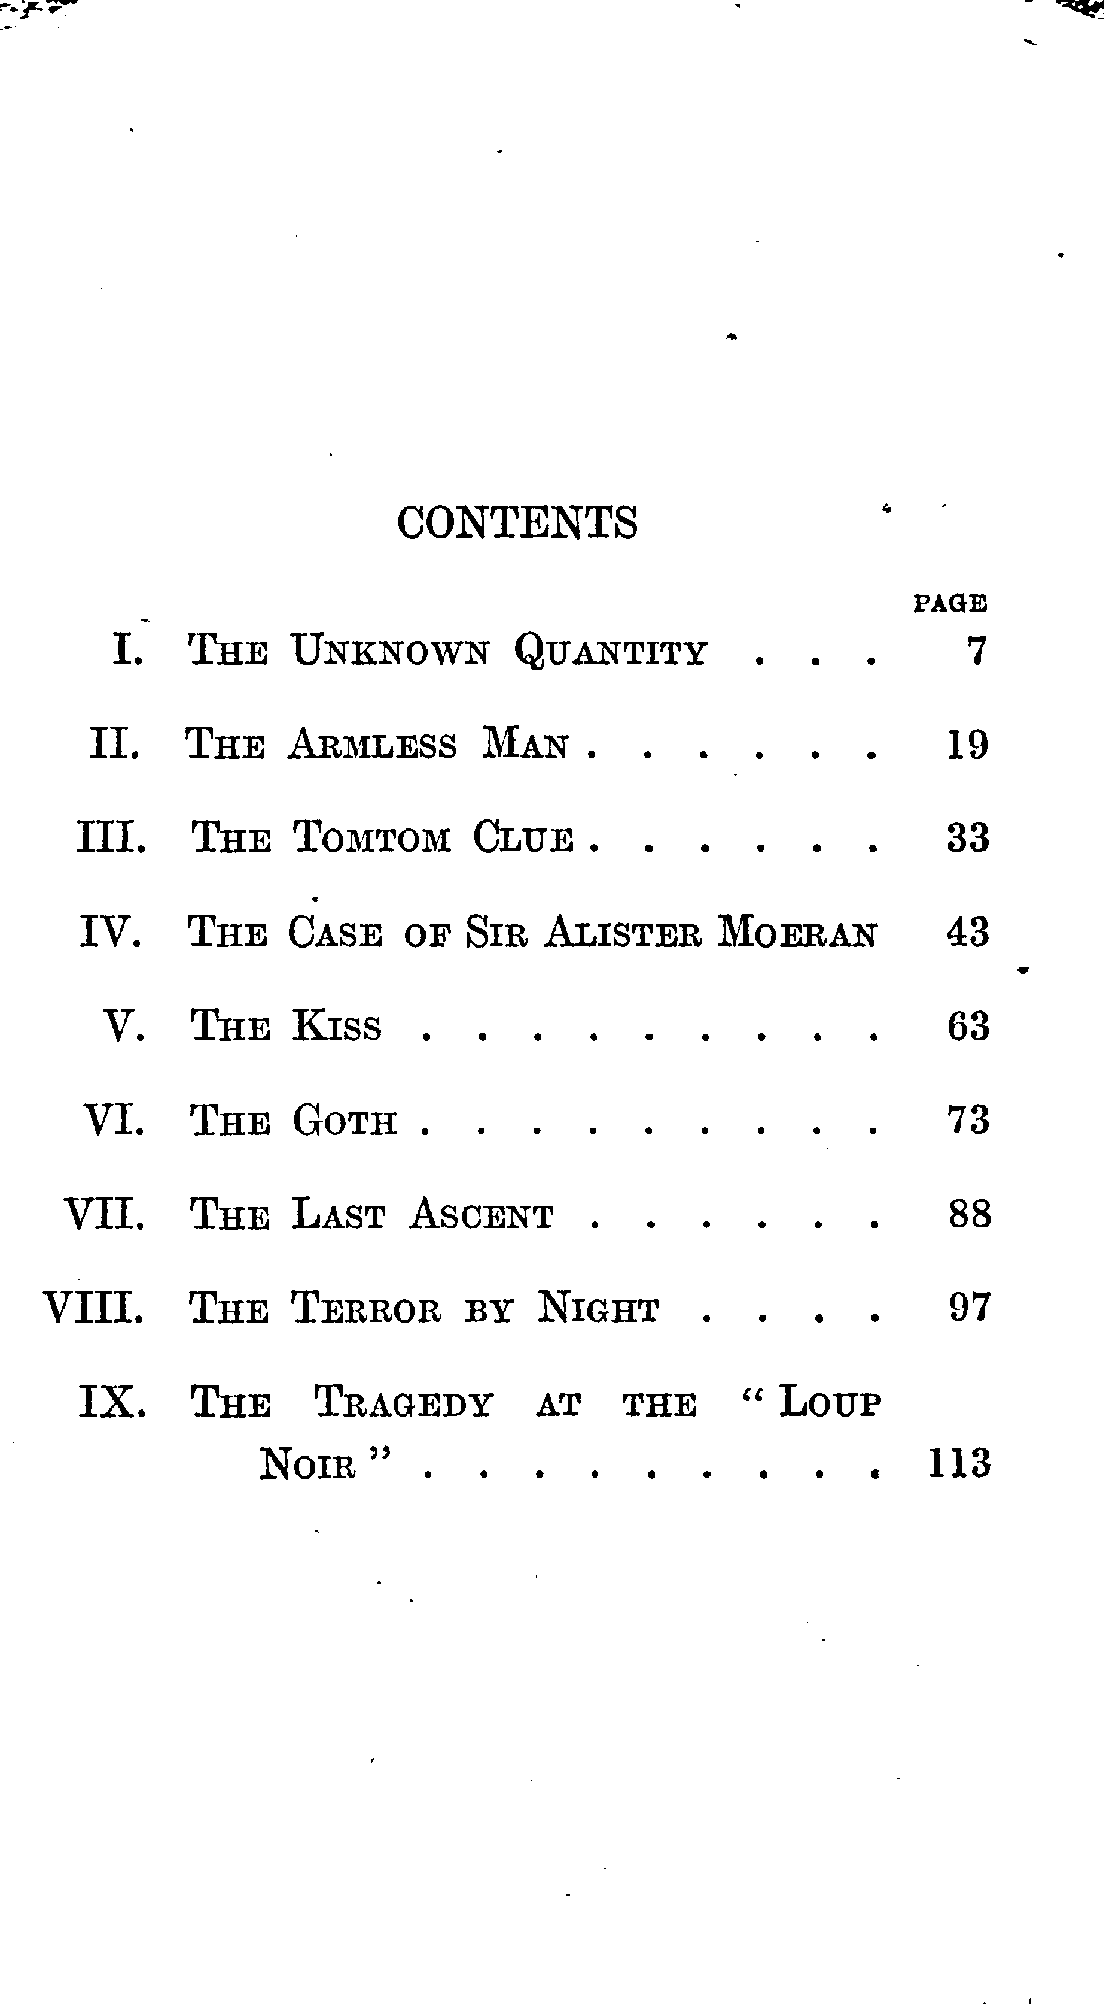 CONTENTS
PAGE
I. The Unknown Quantity . . . 7
II. The Armless Man . . . . . . 19
III. The Tomtom Clue . . . . . . 33
IV. The Case of Sir Alister Moeran 43
V. The Kiss . . . . . . . . . 63
VI. The Goth . . . . . . . . . 73
VII. The Last Ascent . . . . . . 88
VIII. The Terror by Night . . . . 97
IX. The Tragedy at the “Loup
Noir” . . . . . . . . . 113